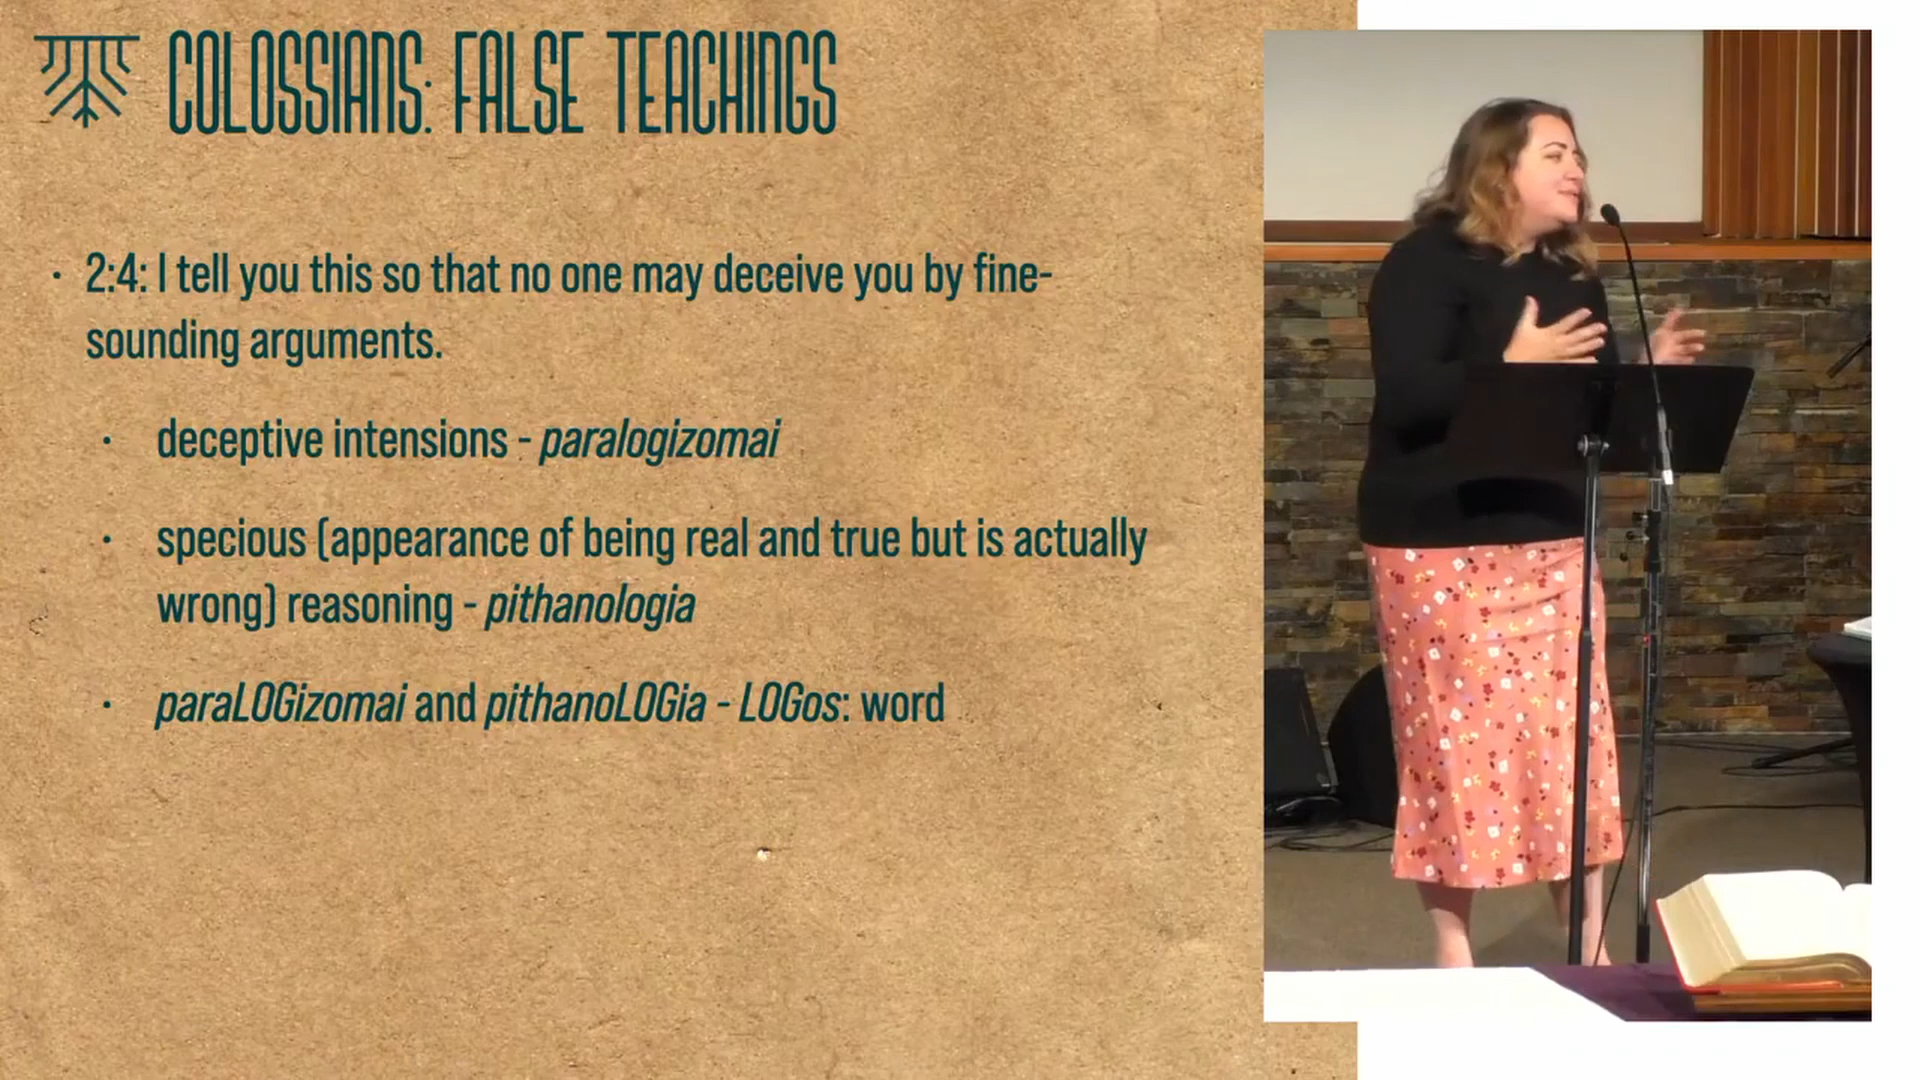 COLOSSIANS: FALSE TEACHINGS
· 2:4: I tell you this so that no one may deceive you by fine-
sounding arguments.
· deceptive intensions - paralogizomai
· specious (appearance of being real and true but is actually
wrong) reasoning - pithanologia
· paraLOGizomai and pithanoLOGia - LOGos: word